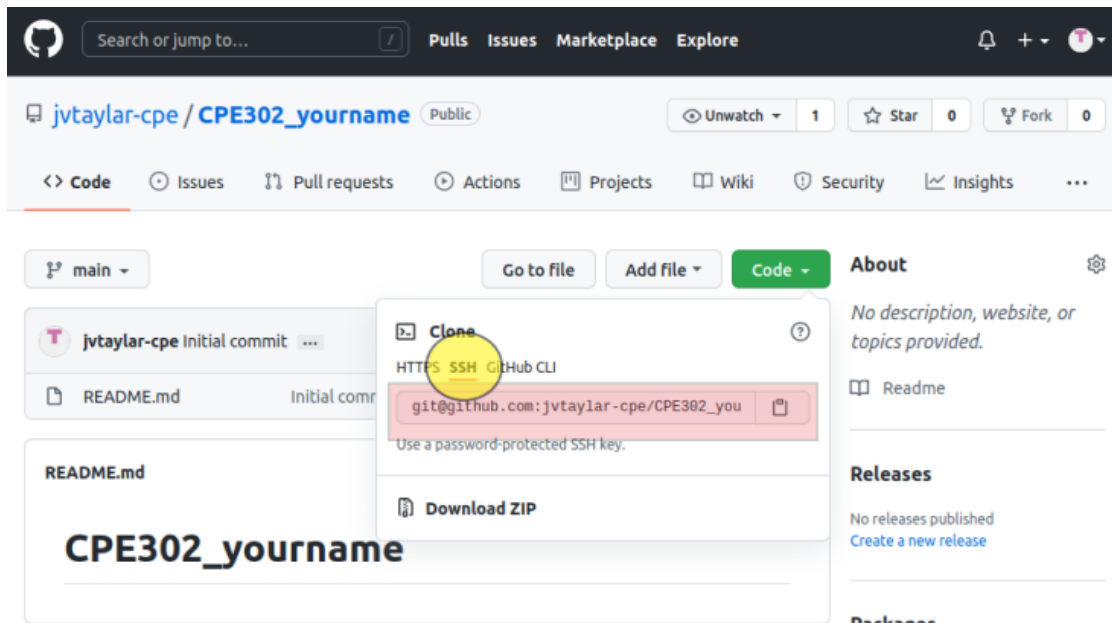 Search or jump to... / Pulls Issues Marketplace Explore
jvtaylar-cpe / CPE302_yourname Public Unwatch 1 Star 0 Fork 0
Code Issues Pull requests Actions Projects Wiki Security Insights ...
main Go to file Add file Code About
No description, website, or
topics provided.
jvtaylar-cpe Initial commit ... Clone
HTTPS SSH GitHub CLI
README.md Initial comm git@github.com:jvtaylar-cpe/CPE302_you Readme
Use a password-protected SSH key.
README.md Releases
Download ZIP No releases published
CPE302_yourname Create a new release
Packages